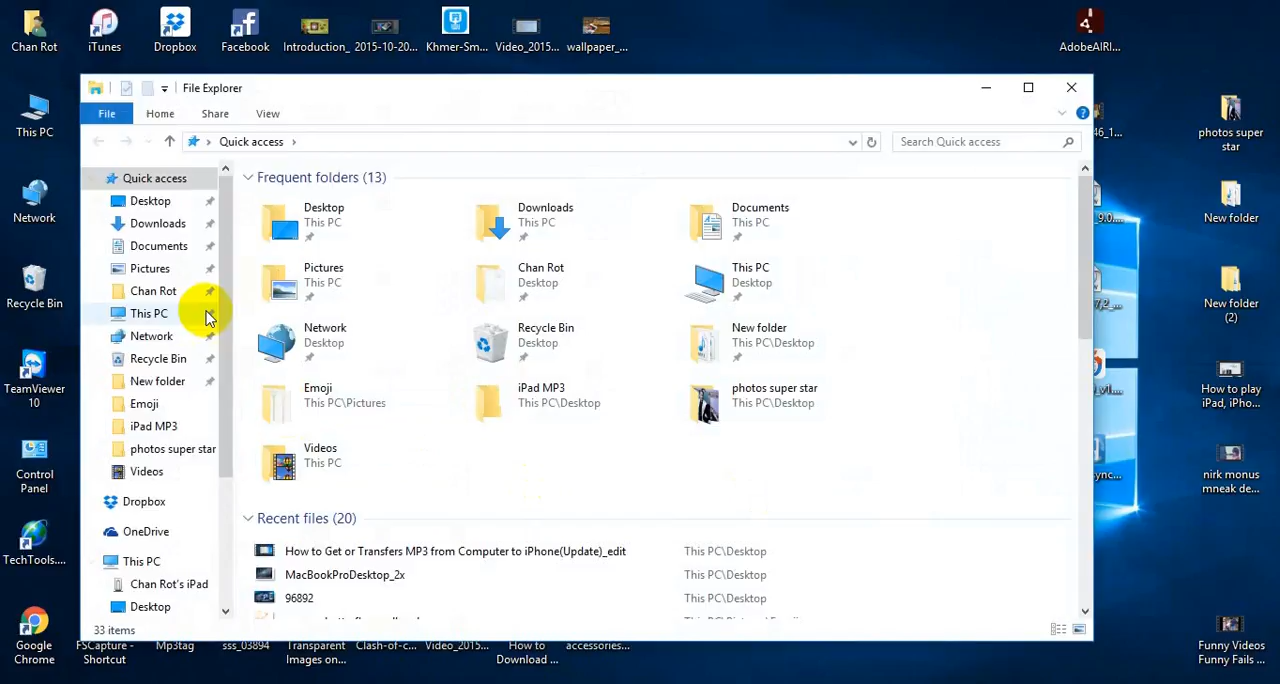 Chan Rot
iTunes
Dropbox
Facebook
Introduction_
2015-10-20...
Khmer-Sm...
Video_2015...
wallpaper_...
AdobeAIRI...
This PC
Network
Recycle Bin
TeamViewer
10
Control
Panel
TechTools....
Google
Chrome
File Explorer
File
Home
Share
View
Quick access
Search Quick access
Quick access
Desktop
Downloads
Documents
Pictures
Chan Rot
This PC
Network
Recycle Bin
New folder
Emoji
iPad MP3
photos super star
Videos
Dropbox
OneDrive
This PC
Chan Rot's iPad
Desktop
Frequent folders (13)
Desktop
This PC
Downloads
This PC
Documents
This PC
Pictures
This PC
Chan Rot
Desktop
This PC
Desktop
Network
Desktop
Recycle Bin
Desktop
New folder
This PC\Desktop
Emoji
This PC\Pictures
iPad MP3
This PC\Desktop
photos super star
This PC\Desktop
Videos
This PC
Recent files (20)
How to Get or Transfers MP3 from Computer to iPhone(Update)_edit
This PC\Desktop
MacBookProDesktop_2x
This PC\Desktop
96892
This PC\Desktop
33 items
FSCapture -
Shortcut
Mp3tag
sss_03894
Transparent
Images on...
Clash-of-c...
Video_2015...
How to
Download ...
accessories...
photos super
star
New folder
New folder
(2)
How to play
iPad, iPho...
nirk monus
mneak de...
Funny Videos
Funny Fails ...